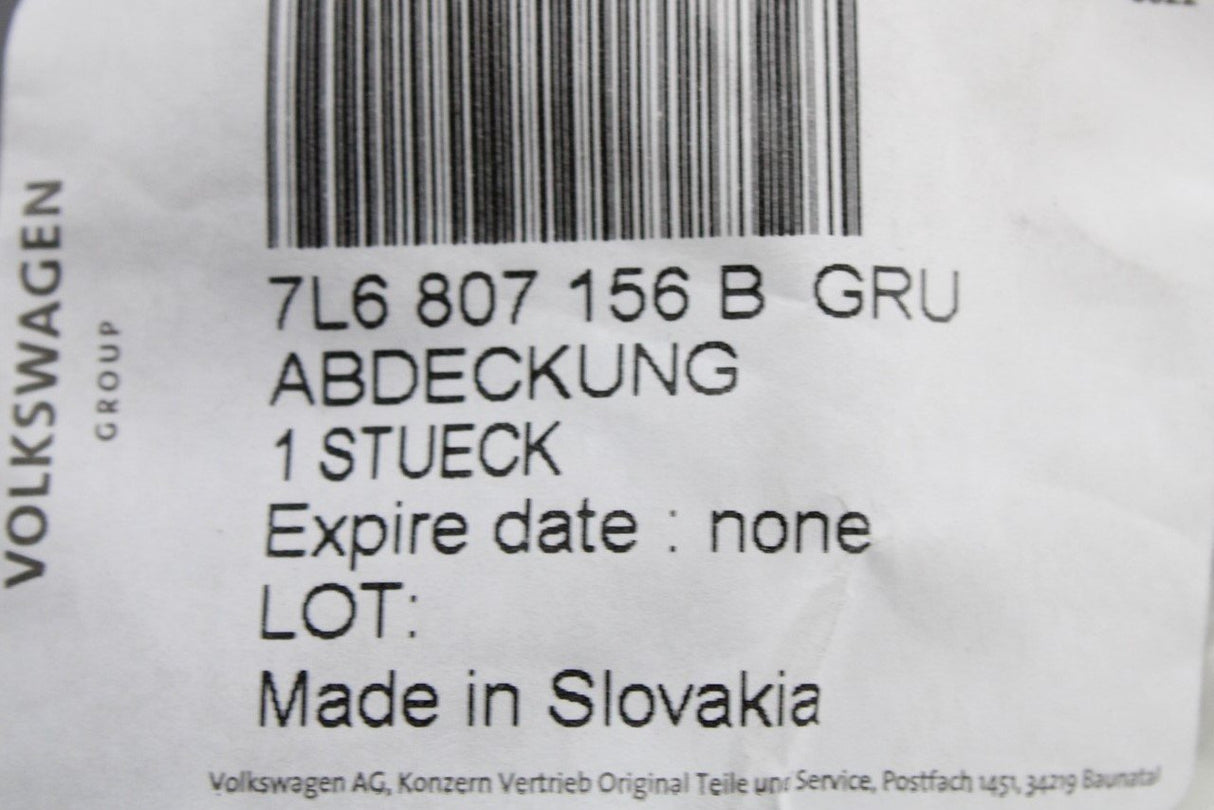 7L6 807 156 B GRU
ABDECKUNG
1 STUECK
Expire date : none
LOT:
Made in Slovakia
Volkswagen AG, Konzern Vertrieb Original Teile und Service, Postfach 1451, 34219 Baunatal
VOLKSWAGEN
GROUP